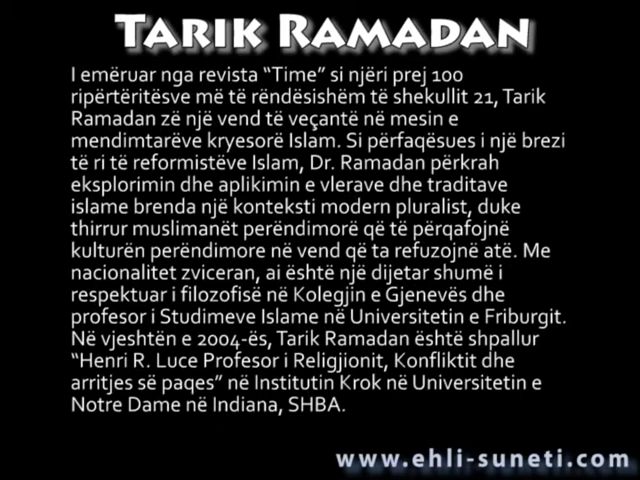 TARIK RAMADAN
I emëruar nga revista “Time” si njëri prej 100
ripërtëritësve më të rëndësishëm të shekullit 21, Tarik
Ramadan zë një vend të veçantë në mesin e
mendimtarëve kryesorë Islam. Si përfaqësues i një brezi
të ri të reformistëve Islam, Dr. Ramadan përkrah
eksplorimin dhe aplikimin e vlerave dhe traditave
islame brenda një konteksti modern pluralist, duke
thirrur muslimanët perëndimorë që të përqafojnë
kulturën perëndimore në vend që ta refuzojnë atë. Me
nacionalitet zviceran, ai është një dijetar shumë i
respektuar i filozofisë në Kolegjin e Gjenevës dhe
profesor i Studimeve Islame në Universitetin e Friburgit.
Në vjeshtën e 2004-ës, Tarik Ramadan është shpallur
“Henri R. Luce Profesor i Religjionit, Konfliktit dhe
arritjes së paqes” në Institutin Krok në Universitetin e
Notre Dame në Indiana, SHBA.
www.ehli-suneti.com